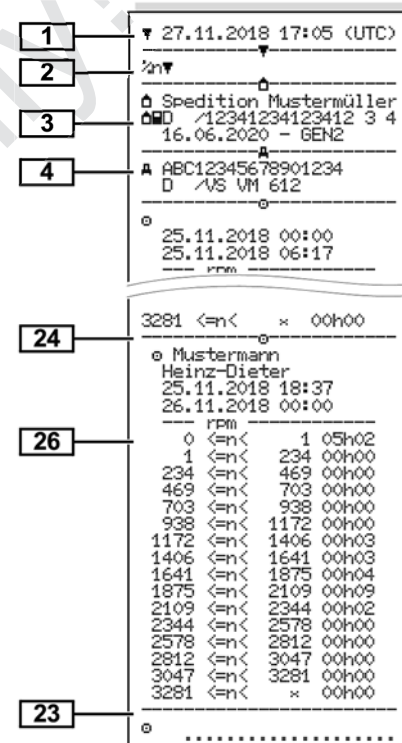 1 ▼ 27.11.2018 17:05 (UTC)
2 %n▼
Spedition Mustermüller
3 D /12341234123412 3 4
16.06.2020 - GEN2
A
4 A ABC12345678901234
D /VS VM 612
25.11.2018 00:00
25.11.2018 06:17
--- rpm ---
3281 <=n< × 00h00
24
Mustermann
Heinz-Dieter
25.11.2018 18:37
26.11.2018 00:00
--- rpm ---
26 0 <=n< 1 05h02
1 <=n< 234 00h00
234 <=n< 469 00h00
469 <=n< 703 00h00
703 <=n< 938 00h00
938 <=n< 1172 00h00
1172 <=n< 1406 00h03
1406 <=n< 1641 00h03
1641 <=n< 1875 00h04
1875 <=n< 2109 00h09
2109 <=n< 2344 00h02
2344 <=n< 2578 00h00
2578 <=n< 2812 00h00
2812 <=n< 3047 00h00
3047 <=n< 3281 00h00
3281 <=n< × 00h00
23
....................